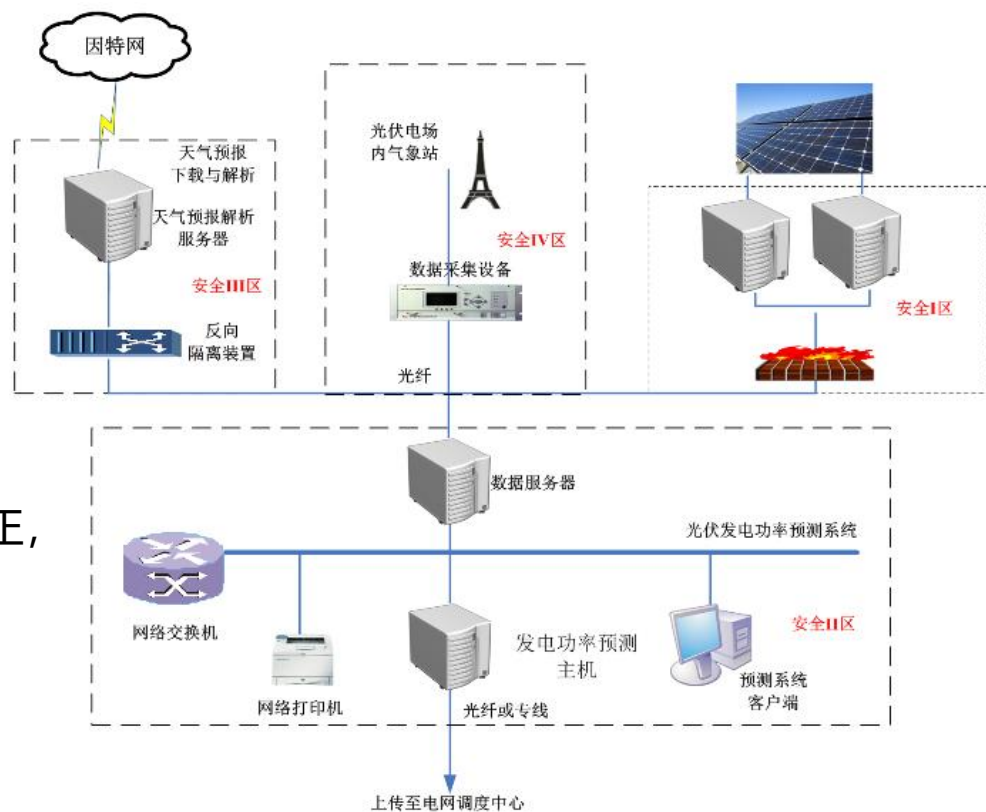 因特网
天气预报
下载与解析
天气预报解析
服务器
安全III区
反向
隔离装置
光伏电场
内气象站
安全IV区
数据采集设备
光纤
安全I区
数据服务器
正,
光伏发电功率预测系统
网络交换机
网络打印机
发电功率预测
主机
安全II区
预测系统
客户端
光纤或专线
上传至电网调度中心